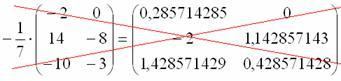 -1/7 · (-2 0) = (0,285714285 0)
(14 -8) (-2 1,142857143)
(-10 -3) (1,428571429 0,428571428)